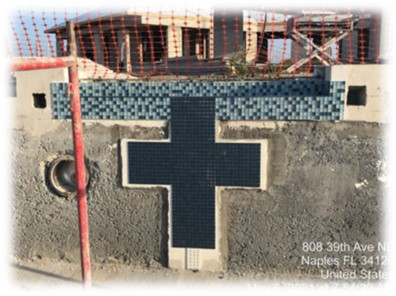 808 39th Ave N
Naples FL 3412
United States